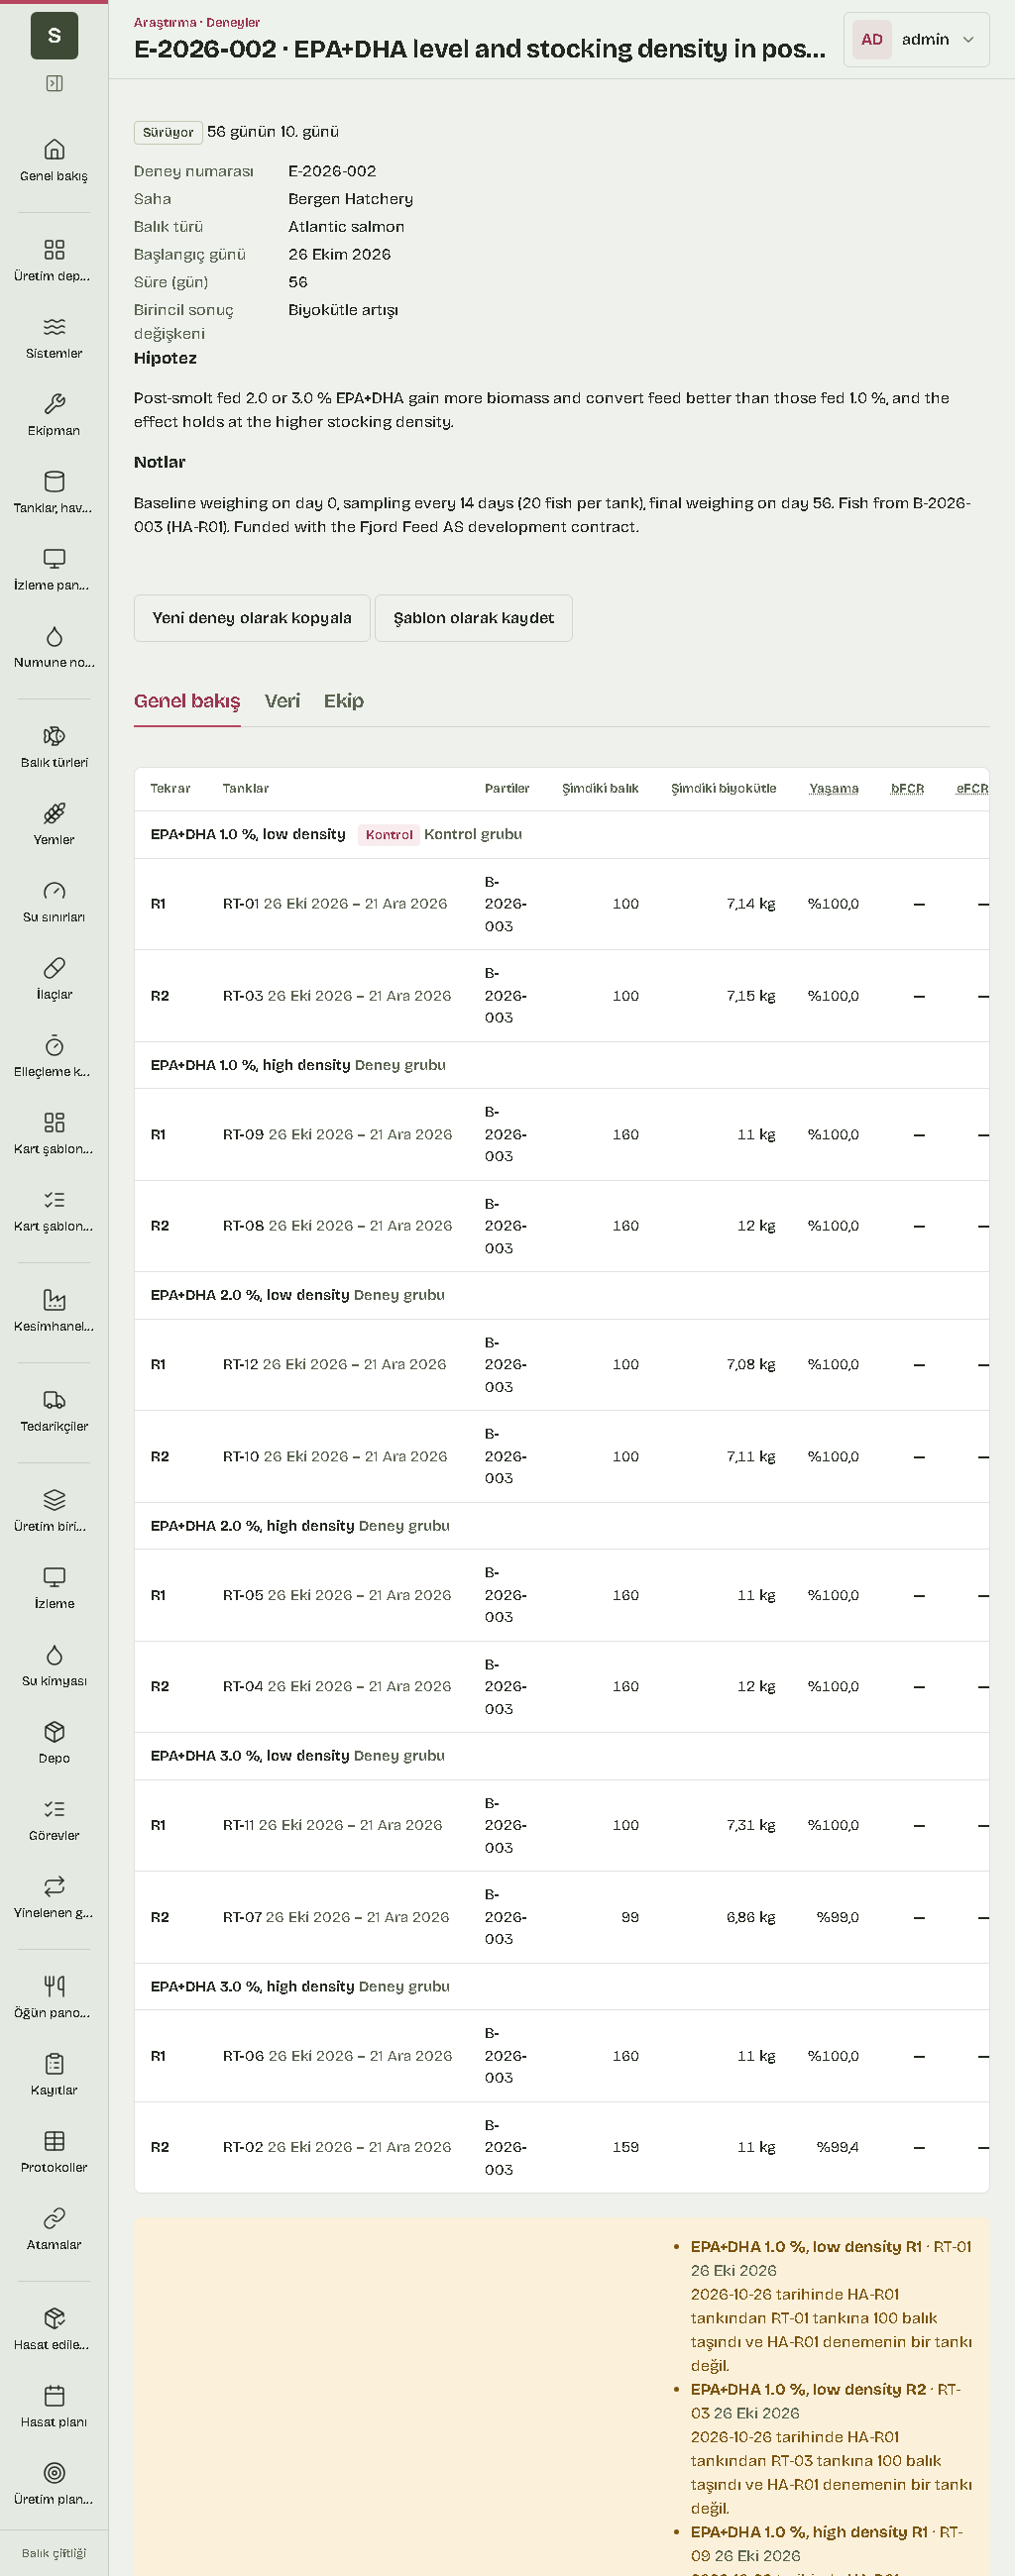 S
Genel bakış
Üretim dep...
Sistemler
Ekipman
Tanklar, hav...
İzleme pan...
Numune no...
Balık türleri
Yemler
Su sınırları
İlaçlar
Elleçleme k...
Kart şablon...
Kart şablon...
Kesimhanel...
Tedarikçiler
Üretim biri...
İzleme
Su kimyası
Depo
Görevler
Yinelenen g...
Öğün pano...
Kayıtlar
Protokoller
Atamalar
Hasat edile...
Hasat planı
Üretim plan...
Balık çiftliği
Araştırma · Deneyler
E-2026-002 · EPA+DHA level and stocking density in pos...
AD admin
Sürüyor 56 günün 10. günü
Deney numarası E-2026-002
Saha Bergen Hatchery
Balık türü Atlantic salmon
Başlangıç günü 26 Ekim 2026
Süre (gün) 56
Birincil sonuç değişkeni Biyokütle artışı
Hipotez
Post-smolt fed 2.0 or 3.0 % EPA+DHA gain more biomass and convert feed better than those fed 1.0 %, and the
effect holds at the higher stocking density.
Notlar
Baseline weighing on day 0, sampling every 14 days (20 fish per tank), final weighing on day 56. Fish from B-2026-
003 (HA-R01). Funded with the Fjord Feed AS development contract.
Yeni deney olarak kopyala Şablon olarak kaydet
Genel bakış Veri Ekip
Tekrar Tanklar Partiler Şimdiki balık Şimdiki biyokütle Yaşama bFCR eFCR
EPA+DHA 1.0 %, low density Kontrol Kontrol grubu
R1 RT-01 26 Eki 2026 – 21 Ara 2026 B-2026-003 100 7,14 kg %100,0 — —
R2 RT-03 26 Eki 2026 – 21 Ara 2026 B-2026-003 100 7,15 kg %100,0 — —
EPA+DHA 1.0 %, high density Deney grubu
R1 RT-09 26 Eki 2026 – 21 Ara 2026 B-2026-003 160 11 kg %100,0 — —
R2 RT-08 26 Eki 2026 – 21 Ara 2026 B-2026-003 160 12 kg %100,0 — —
EPA+DHA 2.0 %, low density Deney grubu
R1 RT-12 26 Eki 2026 – 21 Ara 2026 B-2026-003 100 7,08 kg %100,0 — —
R2 RT-10 26 Eki 2026 – 21 Ara 2026 B-2026-003 100 7,11 kg %100,0 — —
EPA+DHA 2.0 %, high density Deney grubu
R1 RT-05 26 Eki 2026 – 21 Ara 2026 B-2026-003 160 11 kg %100,0 — —
R2 RT-04 26 Eki 2026 – 21 Ara 2026 B-2026-003 160 12 kg %100,0 — —
EPA+DHA 3.0 %, low density Deney grubu
R1 RT-11 26 Eki 2026 – 21 Ara 2026 B-2026-003 100 7,31 kg %100,0 — —
R2 RT-07 26 Eki 2026 – 21 Ara 2026 B-2026-003 99 6,86 kg %99,0 — —
EPA+DHA 3.0 %, high density Deney grubu
R1 RT-06 26 Eki 2026 – 21 Ara 2026 B-2026-003 160 11 kg %100,0 — —
R2 RT-02 26 Eki 2026 – 21 Ara 2026 B-2026-003 159 11 kg %99,4 — —
• EPA+DHA 1.0 %, low density R1 · RT-01
26 Eki 2026
2026-10-26 tarihinde HA-R01
tankından RT-01 tankına 100 balık
taşındı ve HA-R01 denemenin bir tankı
değil.
• EPA+DHA 1.0 %, low density R2 · RT-
03 26 Eki 2026
2026-10-26 tarihinde HA-R01
tankından RT-03 tankına 100 balık
taşındı ve HA-R01 denemenin bir tankı
değil.
• EPA+DHA 1.0 %, high density R1 · RT-
09 26 Eki 2026